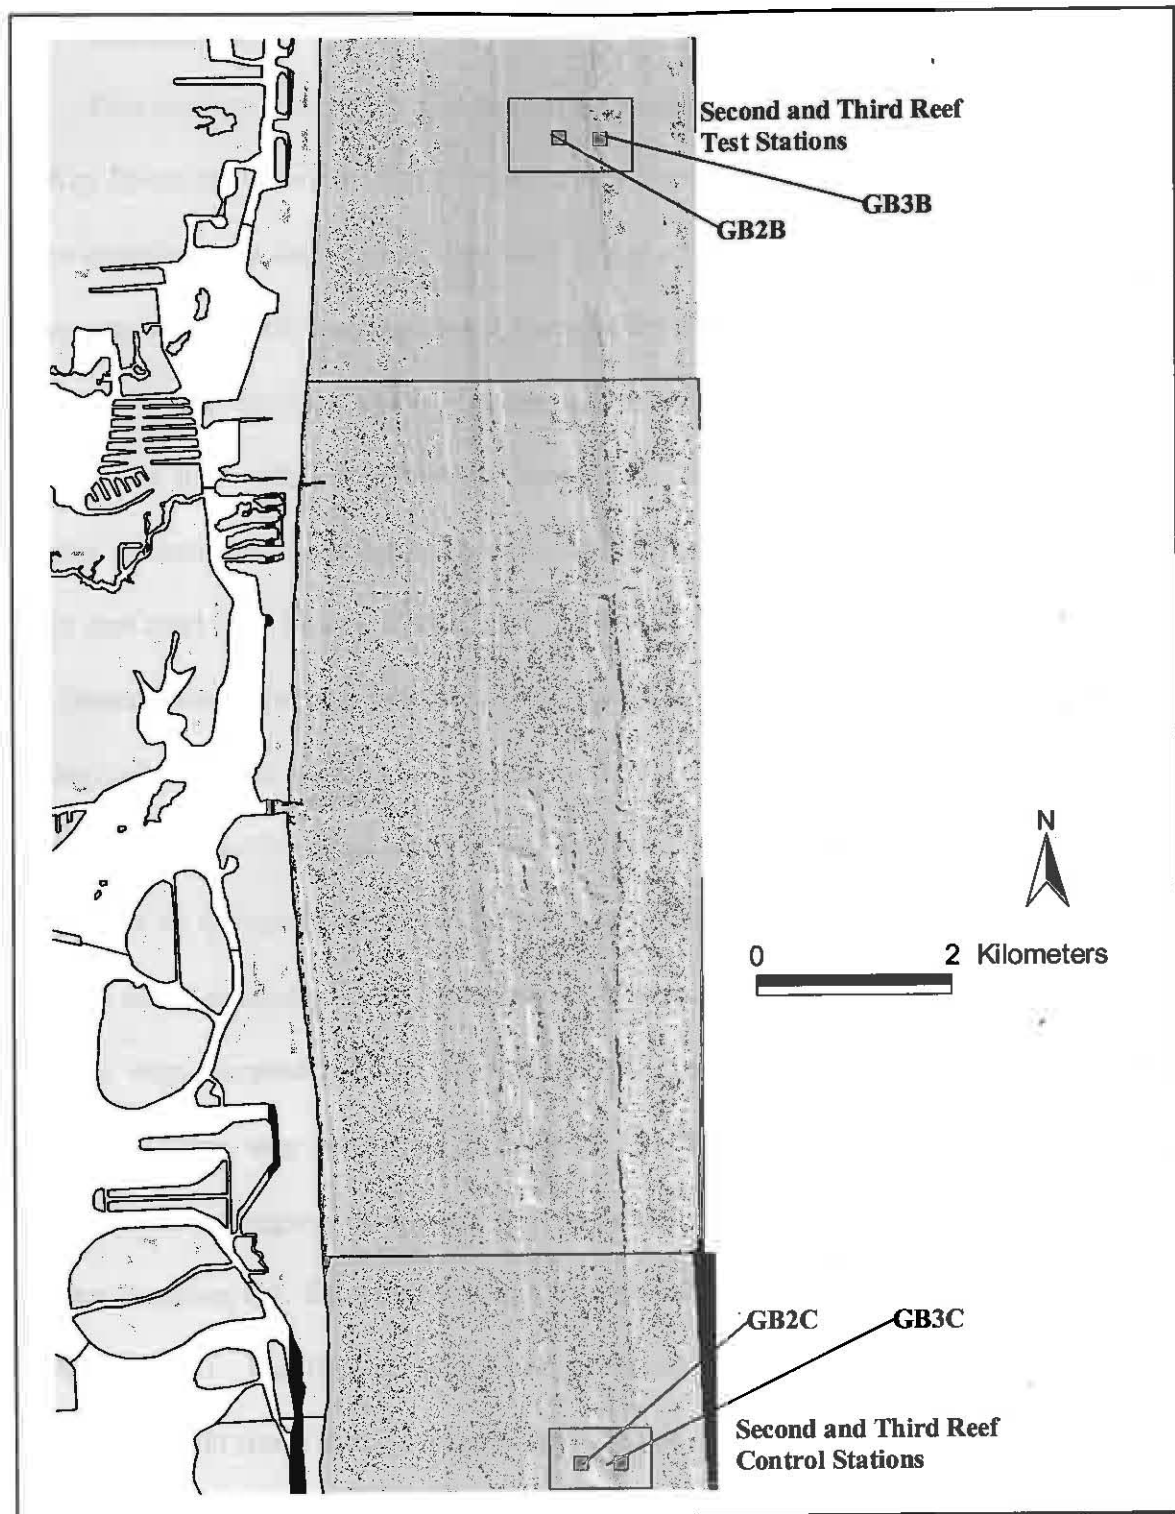 Second and Third Reef
Test Stations
GB3B
GB2B
N
0 2 Kilometers
GB2C GB3C
Second and Third Reef
Control Stations